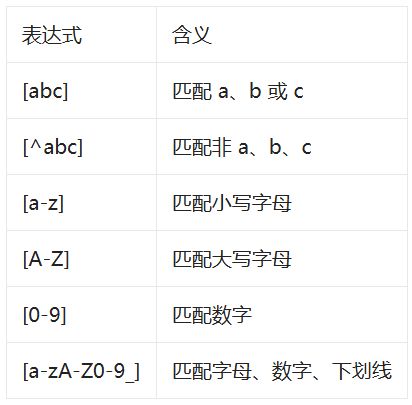 表达式 含义
[abc] 匹配 a、b 或 c
[^abc] 匹配非 a、b、c
[a-z] 匹配小写字母
[A-Z] 匹配大写字母
[0-9] 匹配数字
[a-zA-Z0-9_] 匹配字母、数字、下划线